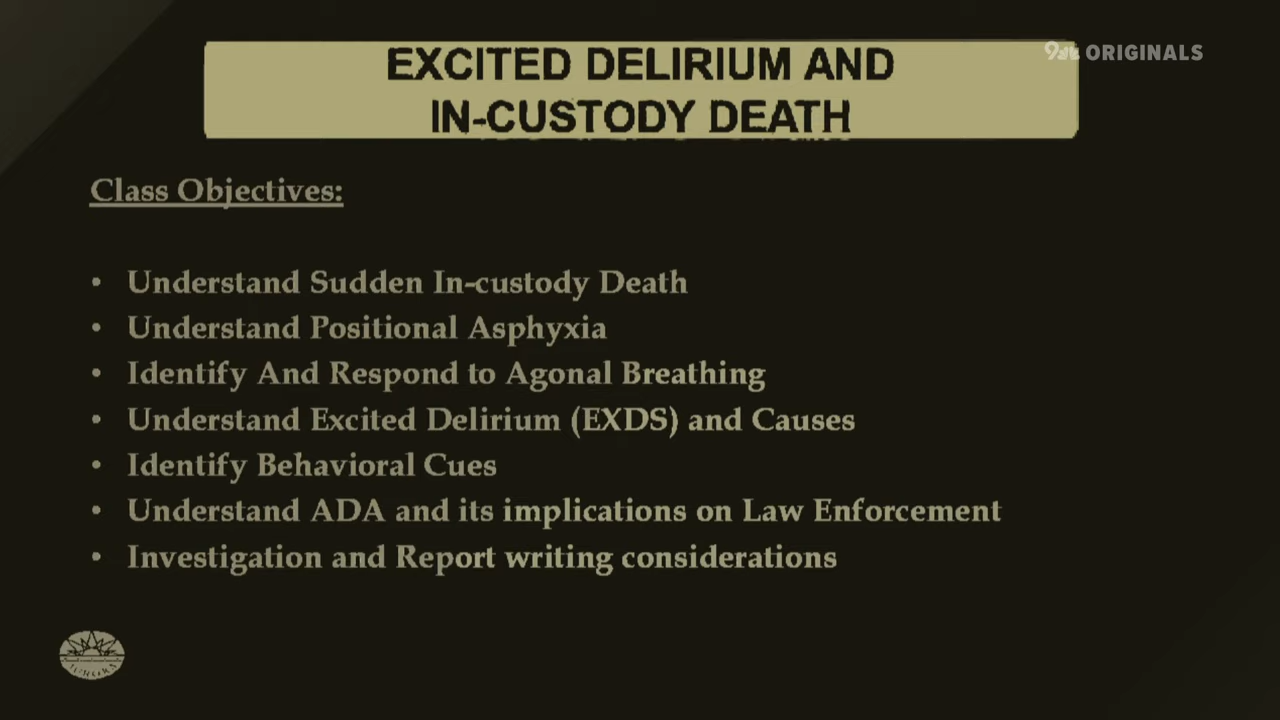 EXCITED DELIRIUM AND
IN-CUSTODY DEATH
9 ORIGINALS
Class Objectives:
• Understand Sudden In-custody Death
• Understand Positional Asphyxia
• Identify And Respond to Agonal Breathing
• Understand Excited Delirium (EXDS) and Causes
• Identify Behavioral Cues
• Understand ADA and its implications on Law Enforcement
• Investigation and Report writing considerations
AURORA